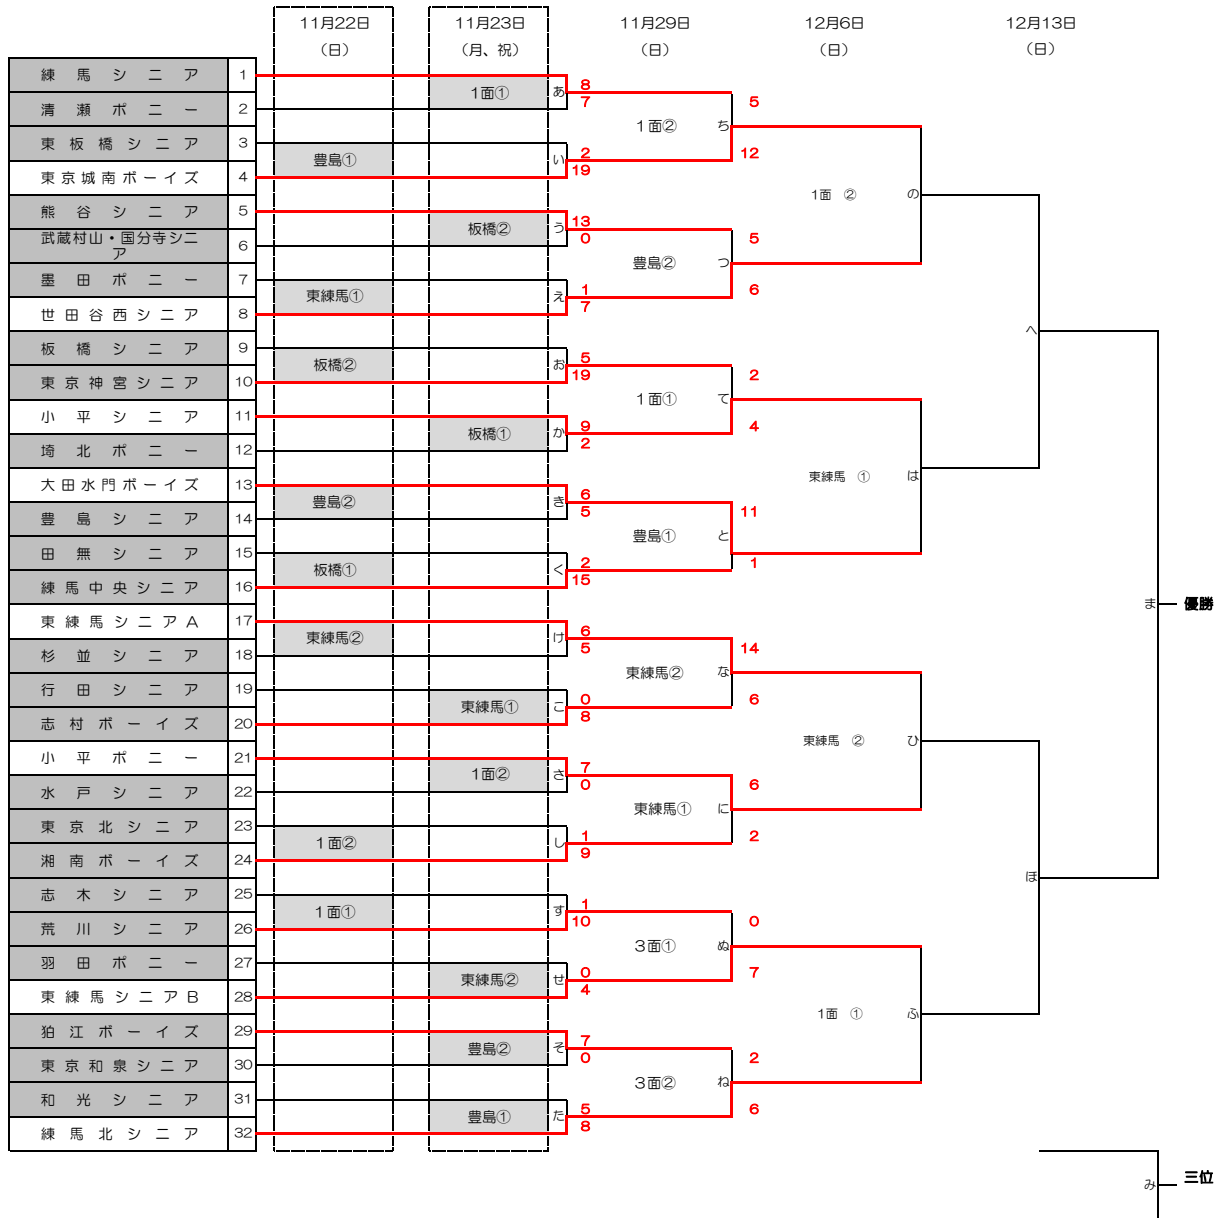 11月22日 11月23日 11月29日 12月6日 12月13日
(日) (月、祝) (日) (日) (日)
練馬シニア 1
1面① あ 8
7
清瀬ポニー 2
5
1面② ち
東板橋シニア 3
豊島① い 2
19
12
東京城南ボーイズ 4
1面 ② の
熊谷シニア 5
板橋② う 13
0
武蔵村山・国分寺シニ
ア
6
5
豊島② つ
墨田ポニー 7
東練馬① え 1
7
6
世田谷西シニア 8
へ
板橋シニア 9
板橋② お 5
19
東京神宮シニア 10
2
1面① て
小平シニア 11
板橋① か 9
2
4
埼北ポニー 12
東練馬 ① は
大田水門ボーイズ 13
豊島② き 6
5
豊島シニア 14
11
豊島① と
田無シニア 15
板橋① く 2
15
1
練馬中央シニア 16
ま 優勝
東練馬シニアA 17
東練馬② け 6
5
杉並シニア 18
14
東練馬② な
行田シニア 19
東練馬① こ 0
8
6
志村ボーイズ 20
東練馬 ② ひ
小平ポニー 21
1面② さ 7
0
水戸シニア 22
6
東練馬① に
東京北シニア 23
1面② し 1
9
2
湘南ボーイズ 24
ほ
志木シニア 25
1面① す 1
10
荒川シニア 26
0
3面① ぬ
羽田ポニー 27
東練馬② せ 0
4
7
東練馬シニアB 28
1面 ① ふ
狛江ボーイズ 29
豊島② そ 7
0
東京和泉シニア 30
2
3面② ね
和光シニア 31
豊島① た 5
8
6
練馬北シニア 32
み 三位